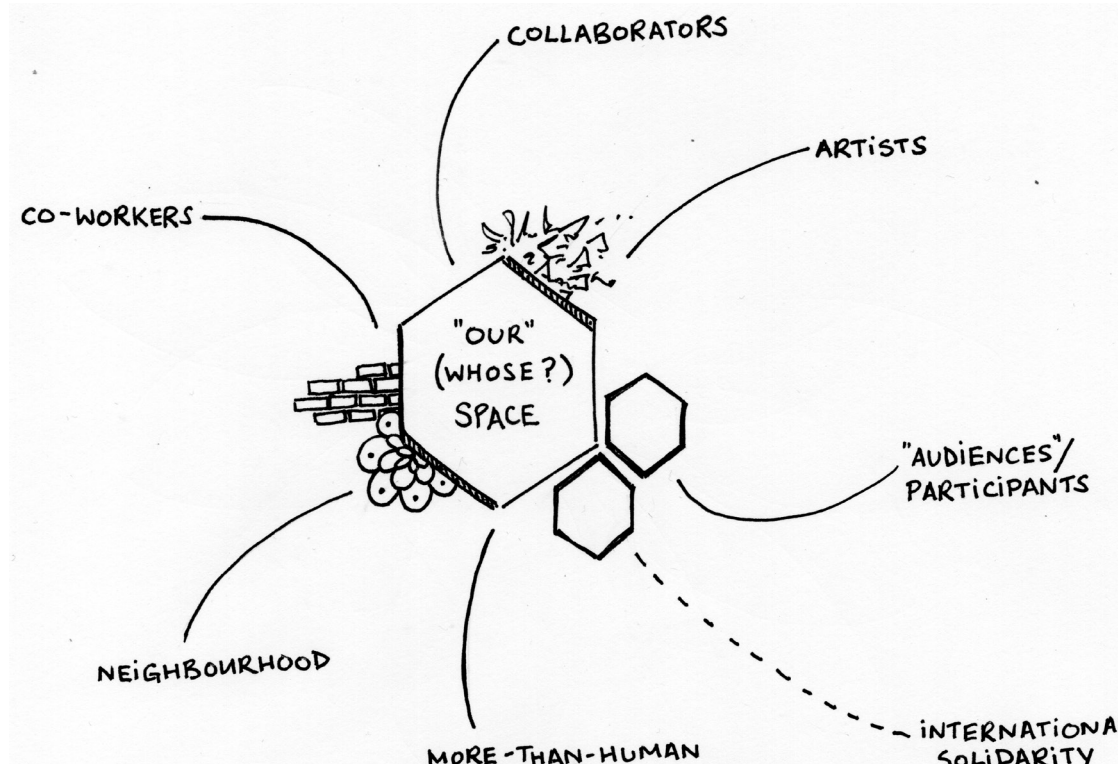 COLLABORATORS
ARTiSTS
CO-WORKERS
"OUR"
(WHOSE?)
SPACE
"AUDiENCES"/
PARTiCiPANTS
NEiGHBOURHOOD
MORE-THAN-HUMAN
iNTERNATiONA
SOLiDARiTY